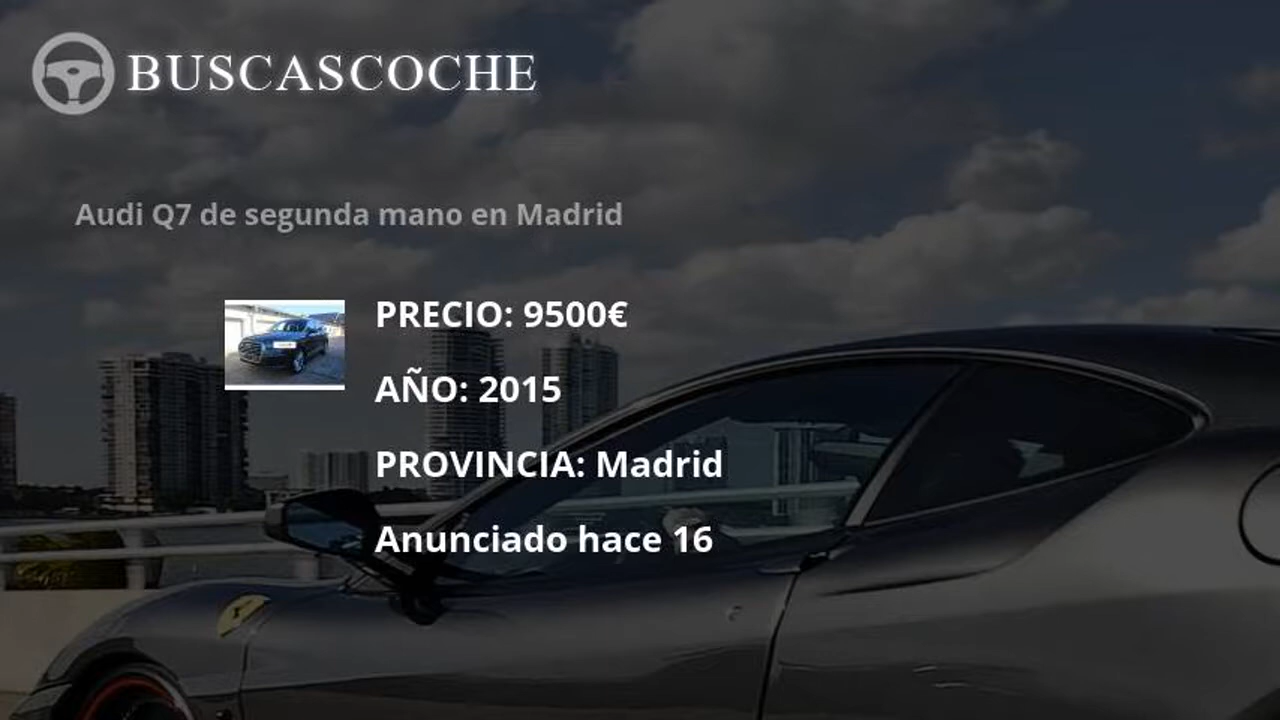 BUSCASCOCHE
Audi Q7 de segunda mano en Madrid
PRECIO: 9500€
AÑO: 2015
PROVINCIA: Madrid
Anunciado hace 16